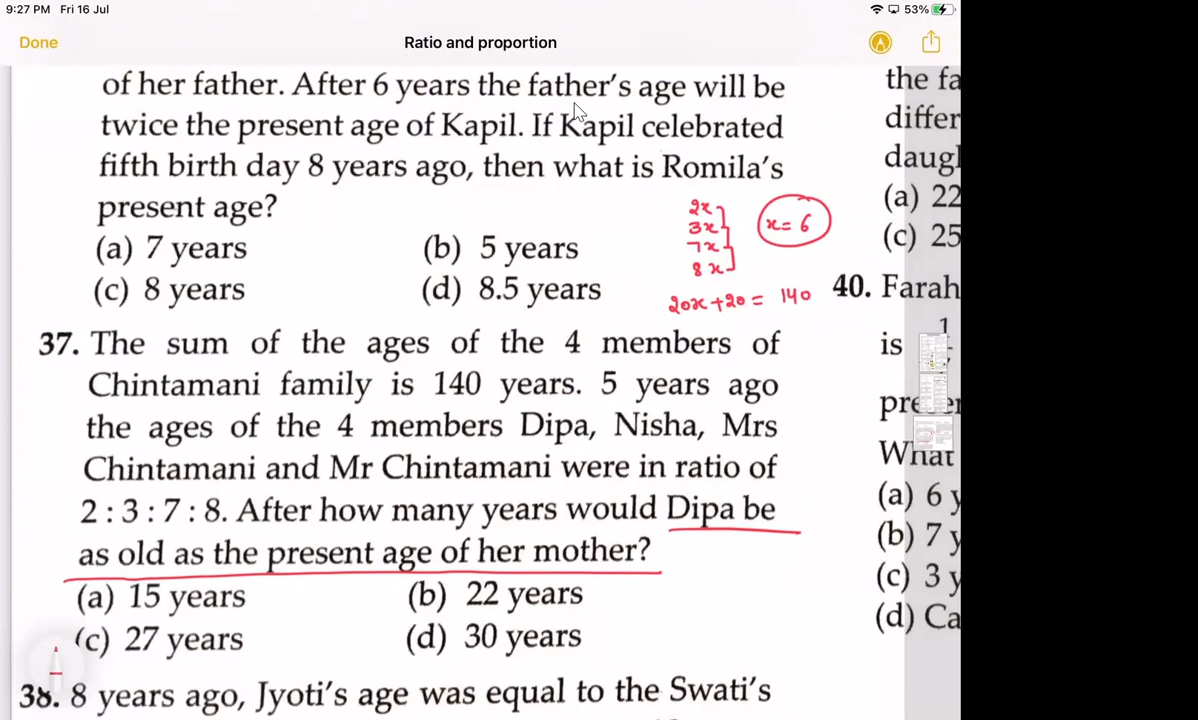 9:27 PM Fri 16 Jul
53%
Done
Ratio and proportion
of her father. After 6 years the father's age will be
twice the present age of Kapil. If Kapil celebrated
fifth birth day 8 years ago, then what is Romila's
present age?
(a) 7 years
(b) 5 years
(c) 8 years
(d) 8.5 years
2x
3x
7x
8x
x = 6
20x + 20 = 140
37. The sum of the ages of the 4 members of
Chintamani family is 140 years. 5 years ago
the ages of the 4 members Dipa, Nisha, Mrs
Chintamani and Mr Chintamani were in ratio of
2 : 3 : 7 : 8. After how many years would Dipa be
as old as the present age of her mother?
(a) 15 years
(b) 22 years
(c) 27 years
(d) 30 years
38. 8 years ago, Jyoti's age was equal to the Swati's
the fa
differ
(a) 22
(c) 25
40. Farah
is
What
(a) 6 y
(b) 7 y
(c) 3 y
(d) Ca